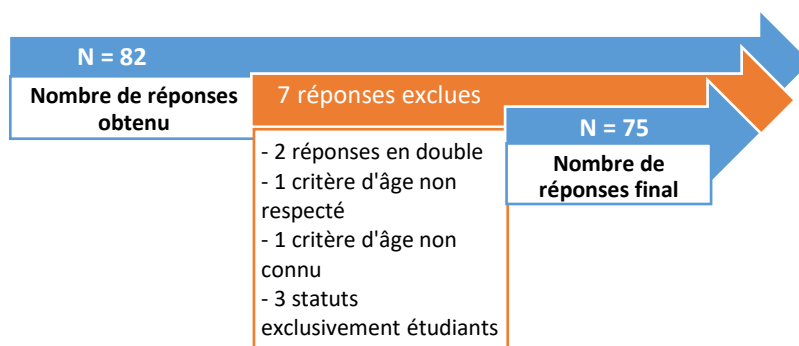 N = 82
Nombre de réponses
obtenu
7 réponses exclues
- 2 réponses en double
- 1 critère d'âge non
respecté
- 1 critère d'âge non
connu
- 3 statuts
exclusivement étudiants
N = 75
Nombre de
réponses final